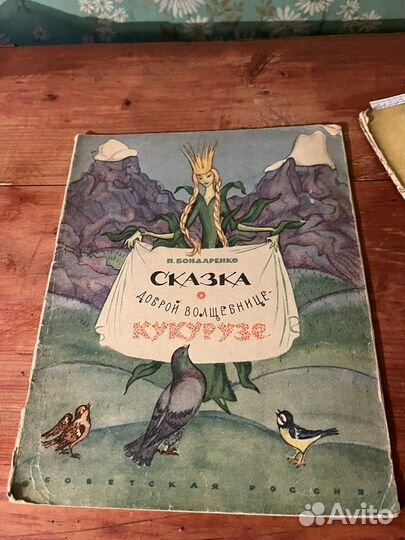 П. БОНДАРЕНКО
СКАЗКА
О
ДОБРОЙ ВОЛШЕБНИЦЕ-
КУКУРУЗЕ
СОВЕТСКАЯ РОССИЯ
Avito